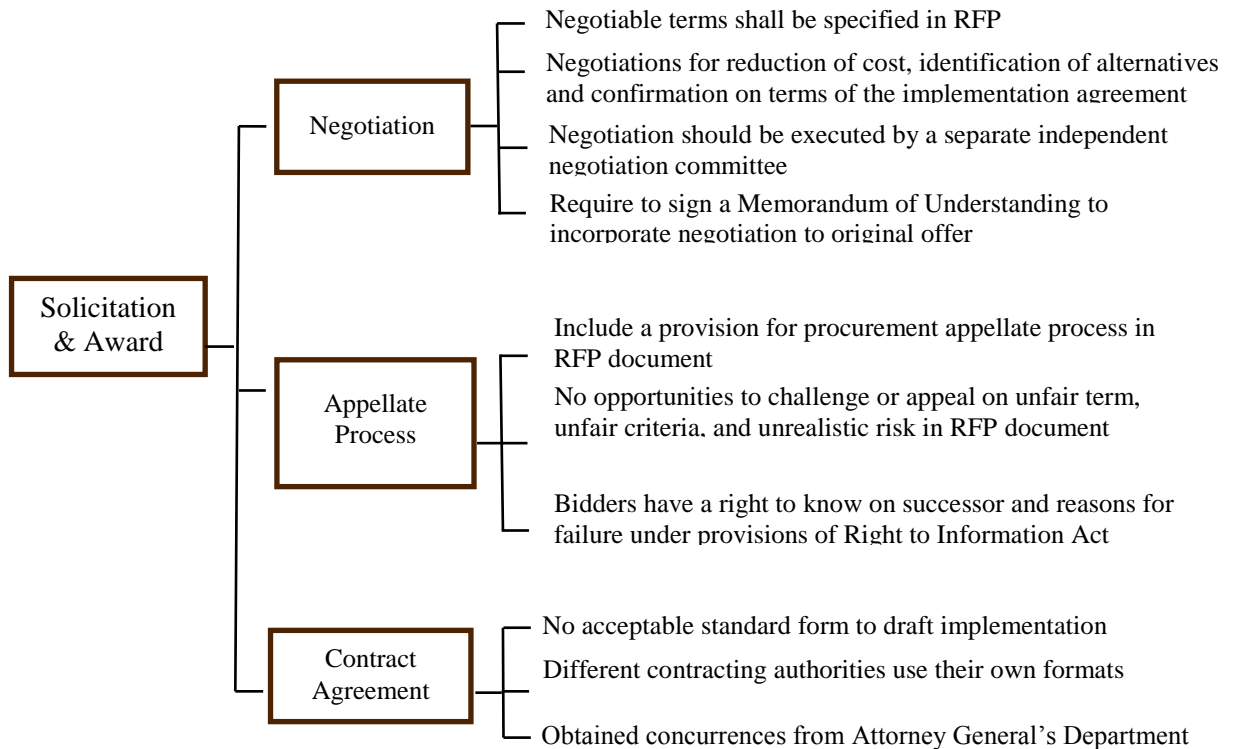 Solicitation
& Award
Negotiation
Negotiable terms shall be specified in RFP
Negotiations for reduction of cost, identification of alternatives
and confirmation on terms of the implementation agreement
Negotiation should be executed by a separate independent
negotiation committee
Require to sign a Memorandum of Understanding to
incorporate negotiation to original offer
Appellate
Process
Include a provision for procurement appellate process in
RFP document
No opportunities to challenge or appeal on unfair term,
unfair criteria, and unrealistic risk in RFP document
Bidders have a right to know on successor and reasons for
failure under provisions of Right to Information Act
Contract
Agreement
No acceptable standard form to draft implementation
Different contracting authorities use their own formats
Obtained concurrences from Attorney General's Department